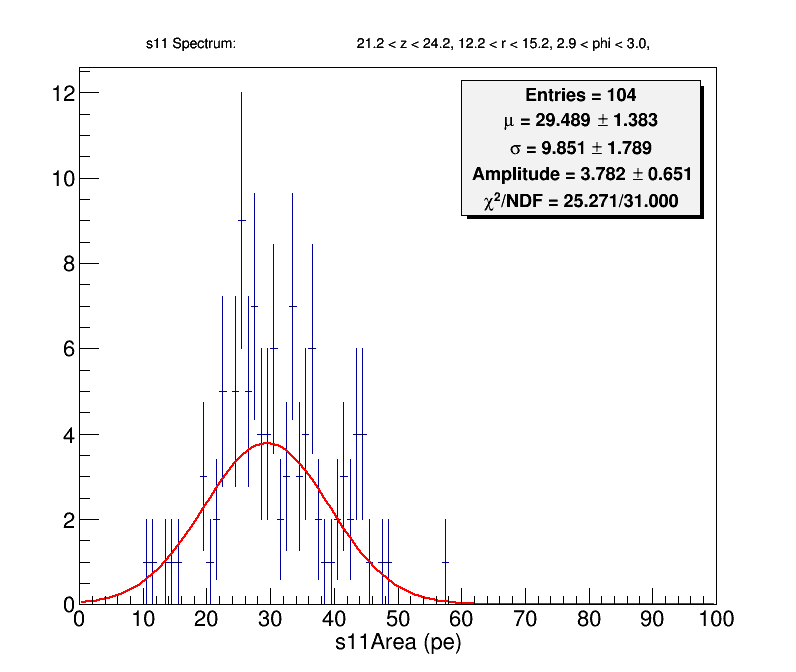 s11 Spectrum: 21.2 < z < 24.2, 12.2 < r < 15.2, 2.9 < phi < 3.0,
Entries = 104
μ = 29.489 ± 1.383
σ = 9.851 ± 1.789
Amplitude = 3.782 ± 0.651
χ²/NDF = 25.271/31.000
12
10
8
6
4
2
0
0 10 20 30 40 50 60 70 80 90 100
s11Area (pe)